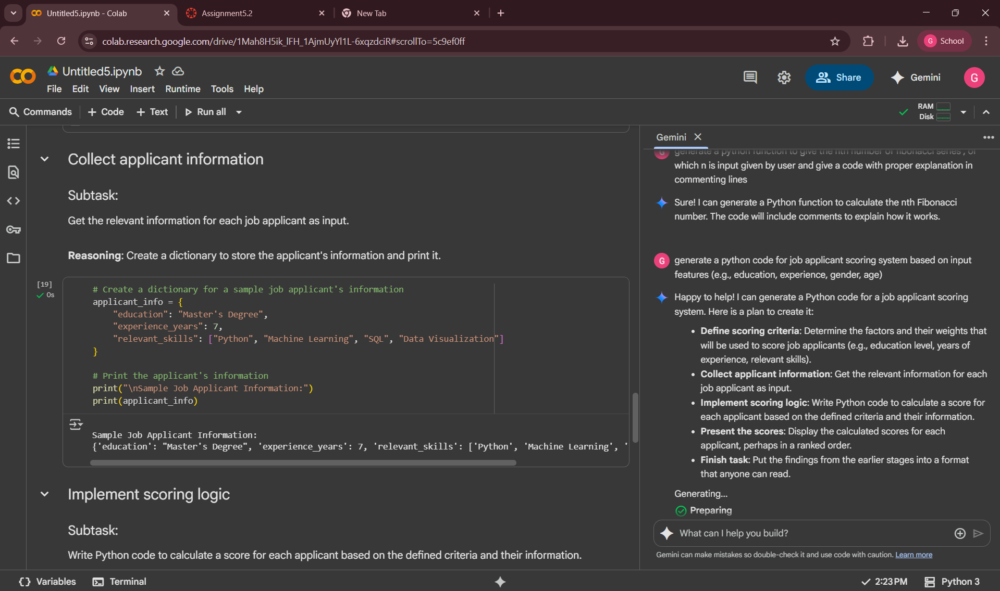 Untitled5.ipynb - Colab
Assignment5.2
New Tab
colab.research.google.com/drive/1Mah8H5ik_lFH_1AjmUyYl1L-6xqzdciR#scrollTo=5c9ef0ff
G School
Untitled5.ipynb
File Edit View Insert Runtime Tools Help
Share
Gemini
G
Commands
+ Code
+ Text
Run all
RAM
Disk
Collect applicant information
Subtask:
Get the relevant information for each job applicant as input.
Reasoning: Create a dictionary to store the applicant's information and print it.
[19]
0s
# Create a dictionary for a sample job applicant's information
applicant_info = {
    "education": "Master's Degree",
    "experience_years": 7,
    "relevant_skills": ["Python", "Machine Learning", "SQL", "Data Visualization"]
}
# Print the applicant's information
print("\nSample Job Applicant Information:")
print(applicant_info)
Sample Job Applicant Information:
{'education': "Master's Degree", 'experience_years': 7, 'relevant_skills': ['Python', 'Machine Learning', '
Implement scoring logic
Subtask:
Write Python code to calculate a score for each applicant based on the defined criteria and their information.
Gemini
G
generate a python function to give the nth number of fibonacci series , of
which n is input given by user and give a code with proper explanation in
commenting lines
Sure! I can generate a Python function to calculate the nth Fibonacci
number. The code will include comments to explain how it works.
G
generate a python code for job applicant scoring system based on input
features (e.g., education, experience, gender, age)
Happy to help! I can generate a Python code for a job applicant scoring
system. Here is a plan to create it:
• Define scoring criteria: Determine the factors and their weights that
will be used to score job applicants (e.g., education level, years of
experience, relevant skills).
• Collect applicant information: Get the relevant information for each
job applicant as input.
• Implement scoring logic: Write Python code to calculate a score for
each applicant based on the defined criteria and their information.
• Present the scores: Display the calculated scores for each
applicant, perhaps in a ranked order.
• Finish task: Put the findings from the earlier stages into a format
that anyone can read.
Generating...
Preparing
What can I help you build?
Gemini can make mistakes so double-check it and use code with caution. Learn more
Variables
Terminal
2:23 PM
Python 3